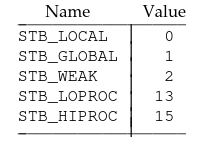 Name Value
STB_LOCAL 0
STB_GLOBAL 1
STB_WEAK 2
STB_LOPROC 13
STB_HIPROC 15